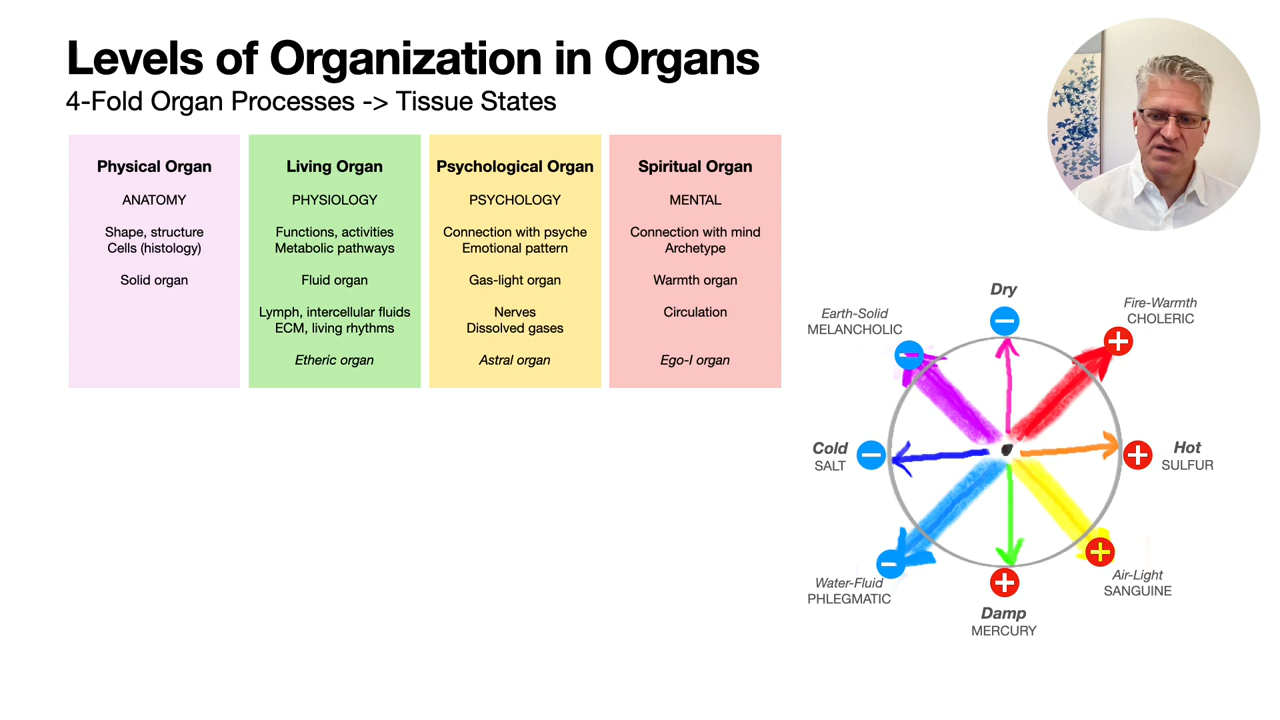 Levels of Organization in Organs
4-Fold Organ Processes -> Tissue States
Physical Organ
ANATOMY
Shape, structure
Cells (histology)
Solid organ
Living Organ
PHYSIOLOGY
Functions, activities
Metabolic pathways
Fluid organ
Lymph, intercellular fluids
ECM, living rhythms
Etheric organ
Psychological Organ
PSYCHOLOGY
Connection with psyche
Emotional pattern
Gas-light organ
Nerves
Dissolved gases
Astral organ
Spiritual Organ
MENTAL
Connection with mind
Archetype
Warmth organ
Circulation
Ego-I organ
Dry
Earth-Solid
MELANCHOLIC
Fire-Warmth
CHOLERIC
Cold
SALT
Hot
SULFUR
Water-Fluid
PHLEGMATIC
Air-Light
SANGUINE
Damp
MERCURY